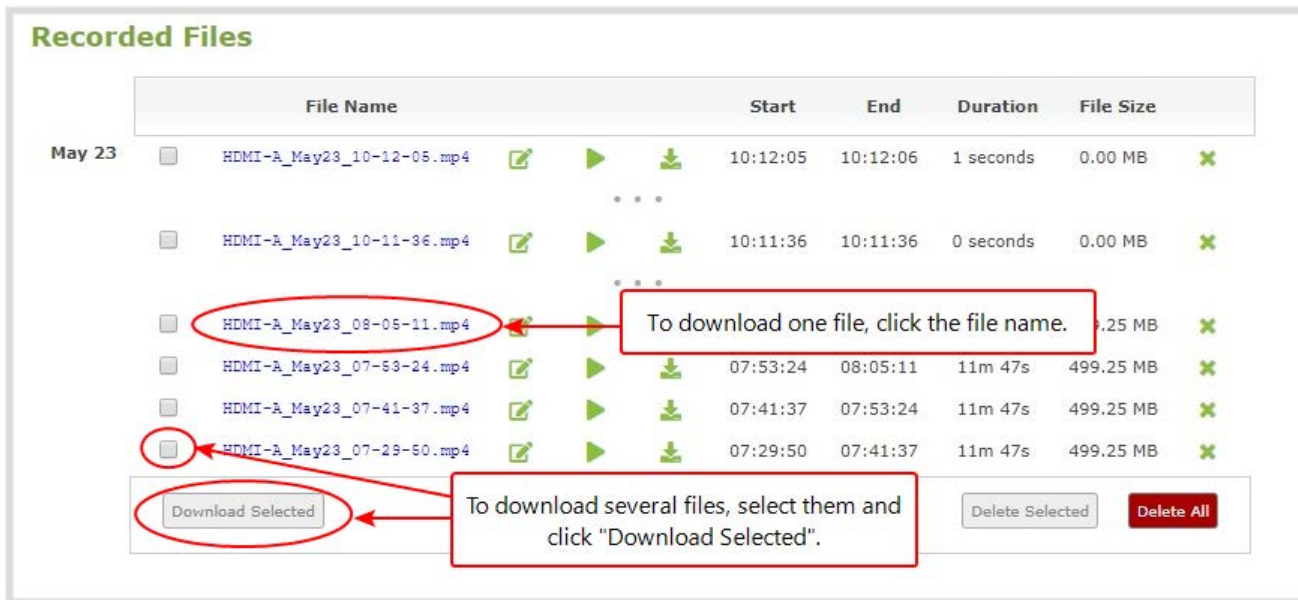 Recorded Files
File Name Start End Duration File Size
May 23 HDMI-A_May23_10-12-05.mp4 10:12:05 10:12:06 1 seconds 0.00 MB
HDMI-A_May23_10-11-36.mp4 10:11:36 10:11:36 0 seconds 0.00 MB
HDMI-A_May23_08-05-11.mp4 To download one file, click the file name. .25 MB
HDMI-A_May23_07-53-24.mp4 07:53:24 08:05:11 11m 47s 499.25 MB
HDMI-A_May23_07-41-37.mp4 07:41:37 07:53:24 11m 47s 499.25 MB
HDMI-A_May23_07-29-50.mp4 07:29:50 07:41:37 11m 47s 499.25 MB
Download Selected
To download several files, select them and
click "Download Selected".
Delete Selected Delete All